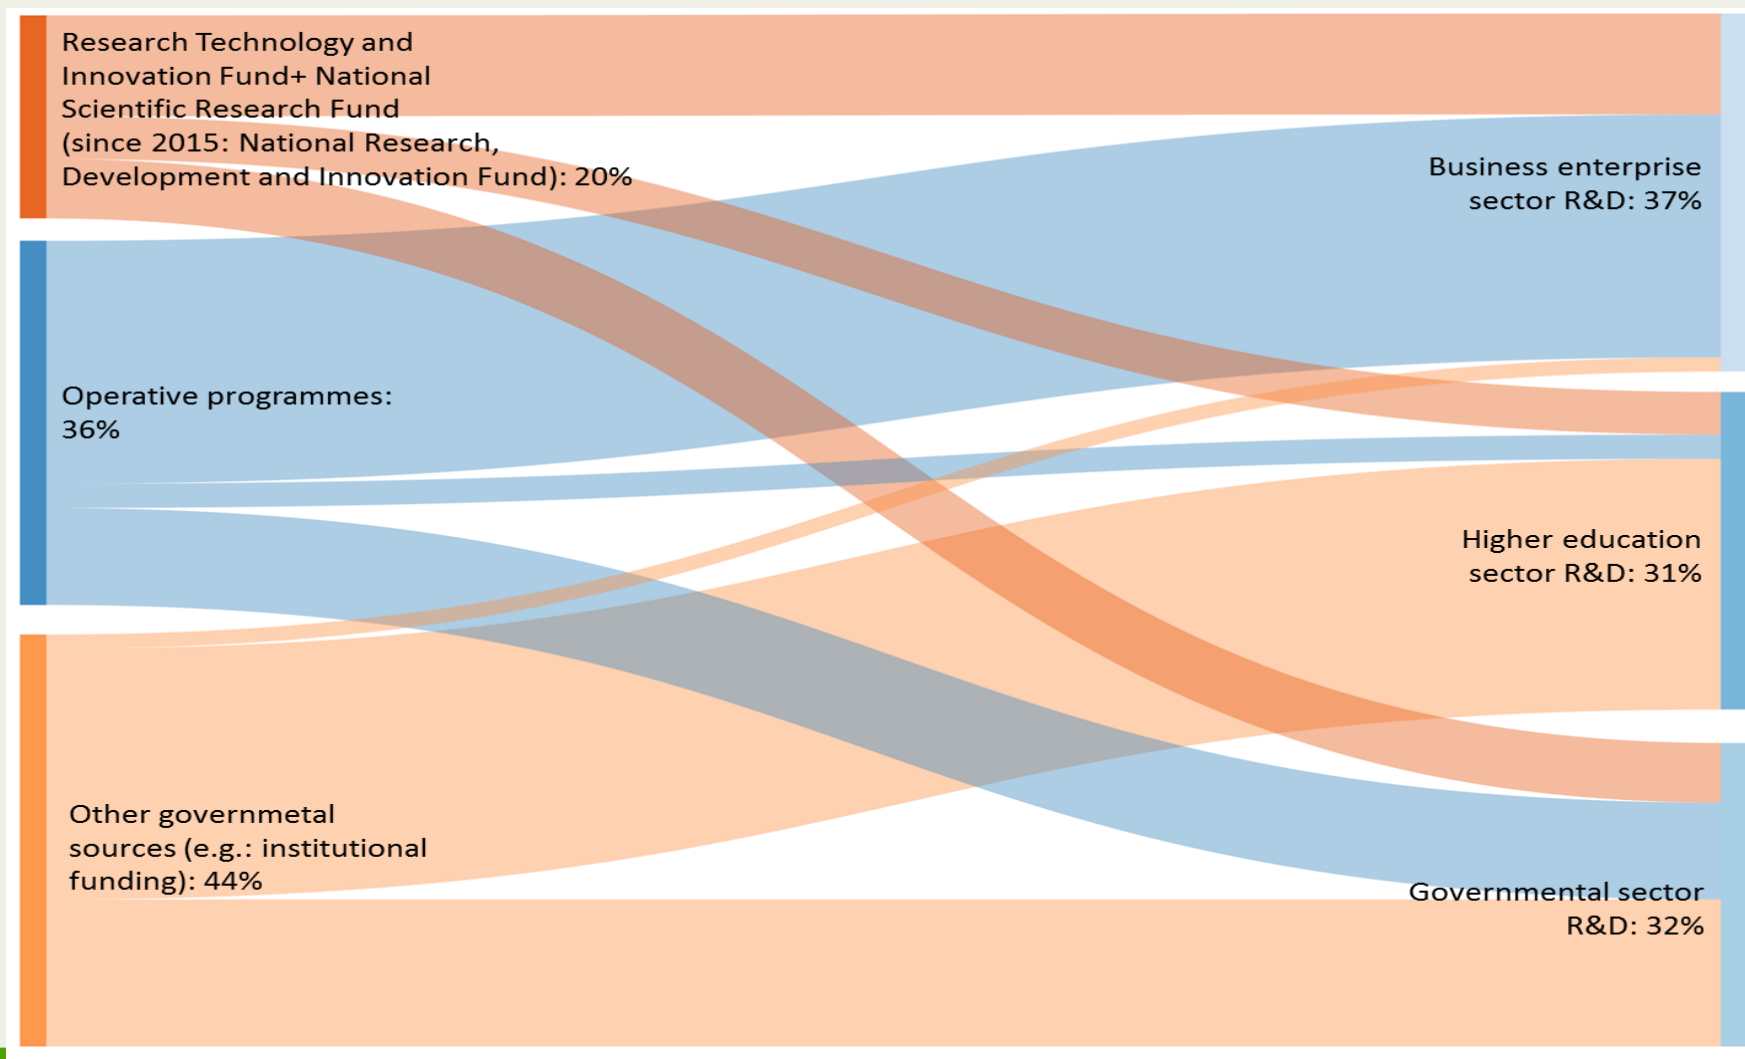 Research Technology and
Innovation Fund+ National
Scientific Research Fund
(since 2015: National Research,
Development and Innovation Fund): 20%
Business enterprise
sector R&D: 37%
Operative programmes:
36%
Higher education
sector R&D: 31%
Other governmetal
sources (e.g.: institutional
funding): 44%
Governmental sector
R&D: 32%